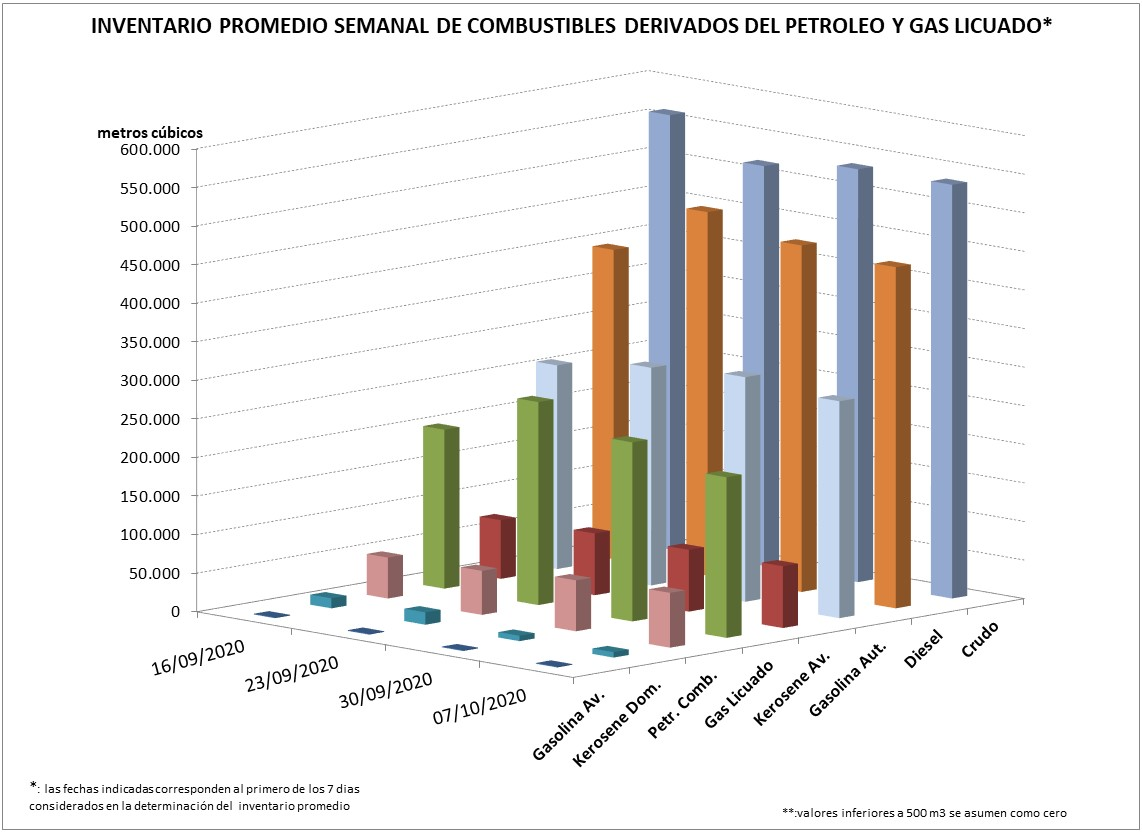 INVENTARIO PROMEDIO SEMANAL DE COMBUSTIBLES DERIVADOS DEL PETROLEO Y GAS LICUADO*
metros cúbicos
600.000
550.000
500.000
450.000
400.000
350.000
300.000
250.000
200.000
150.000
100.000
50.000
0
16/09/2020
23/09/2020
30/09/2020
07/10/2020
Gasolina Av.
Kerosene Dom.
Petr. Comb.
Gas Licuado
Kerosene Av.
Gasolina Aut.
Diesel
Crudo
*: las fechas indicadas corresponden al primero de los 7 dias
considerados en la determinación del inventario promedio
**:valores inferiores a 500 m3 se asumen como cero